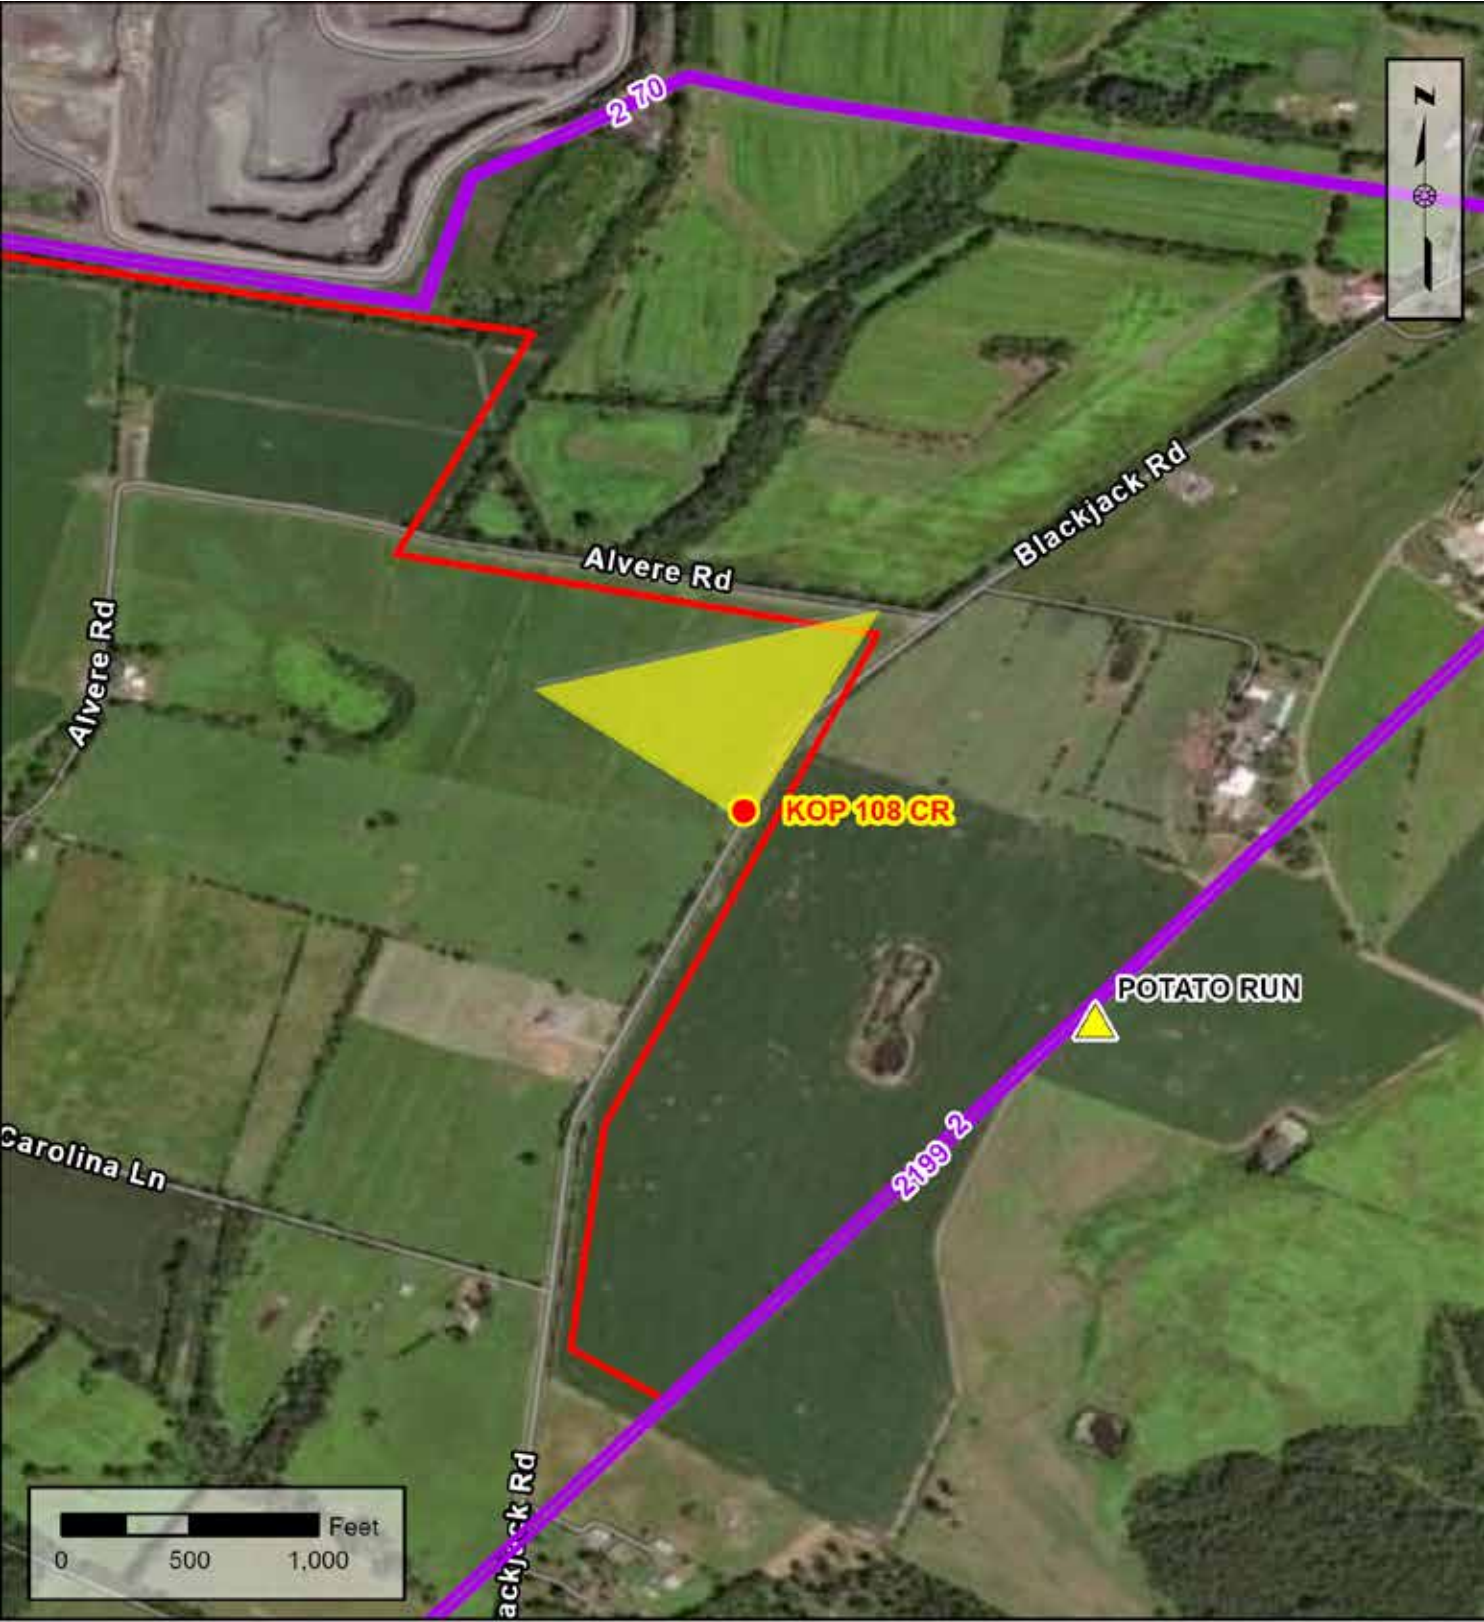 2 70
N
Blackjack Rd
Alvere Rd
Alvere Rd
KOP 108 CR
POTATO RUN
2199 2
Carolina Ln
ackjack Rd
Feet
0 500 1,000